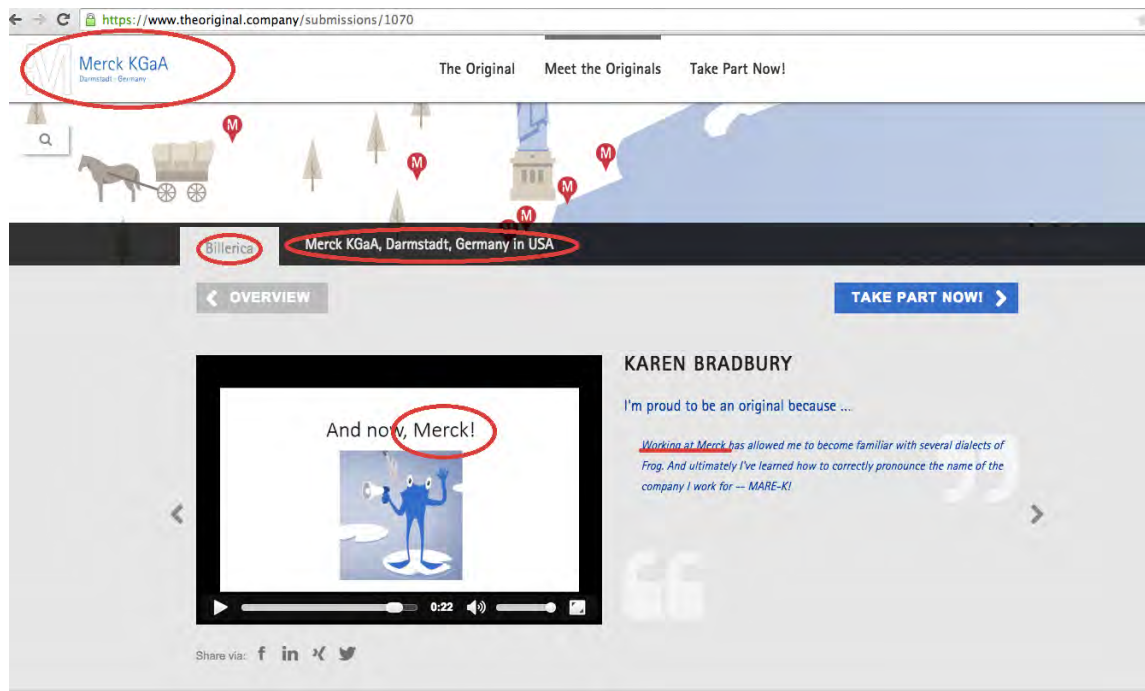 https://www.theoriginal.company/submissions/1070
Merck KGaA
Darmstadt · Germany
The Original
Meet the Originals
Take Part Now!
M
M
M
M
M
Billerica
Merck KGaA, Darmstadt, Germany in USA
OVERVIEW
TAKE PART NOW!
KAREN BRADBURY
I'm proud to be an original because ...
And now, Merck!
Working at Merck has allowed me to become familiar with several dialects of
Frog. And ultimately I've learned how to correctly pronounce the name of the
company I work for -- MARE-K!
0:22
Share via: